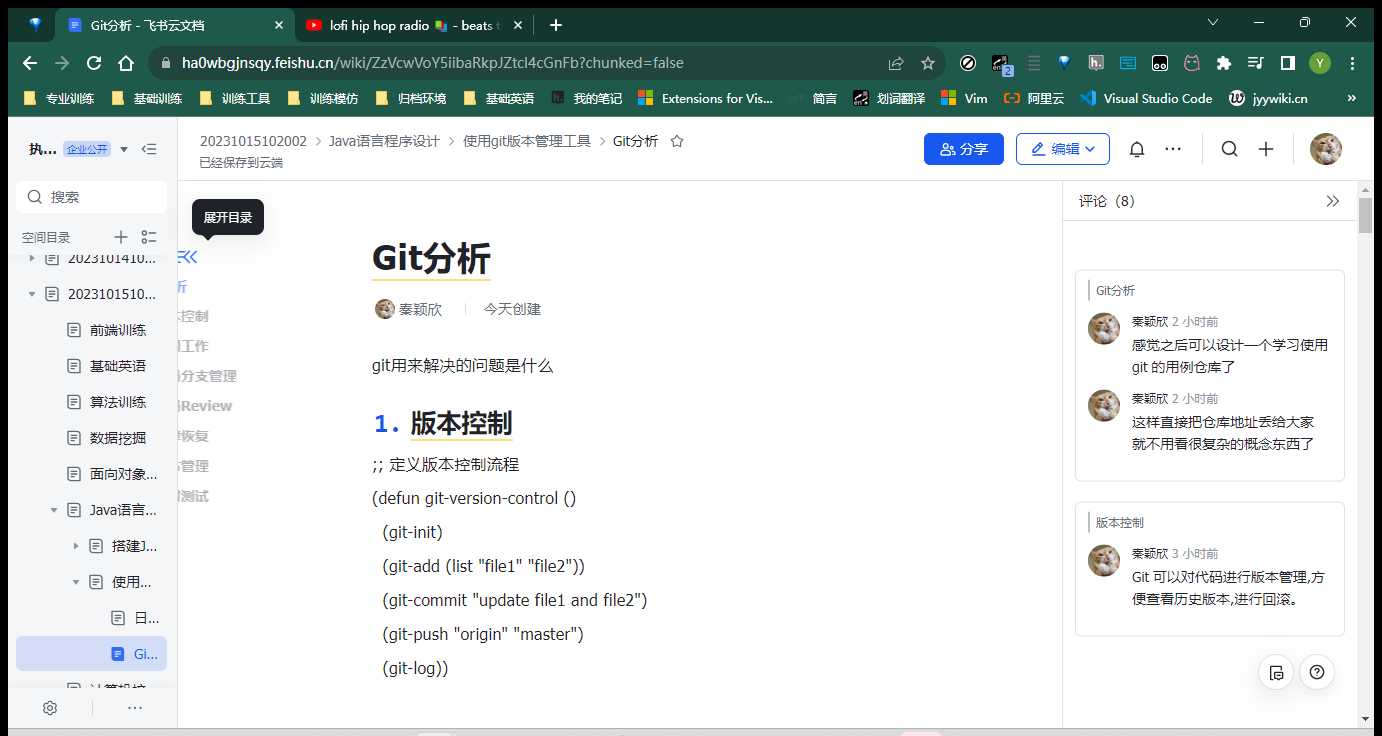 Git分析 - 飞书云文档
lofi hip hop radio 📚 - beats t
ha0wbgjnsqy.feishu.cn/wiki/ZzVcwVoY5iibaRkpJZtcl4cGnFb?chunked=false
2
Y
专业训练
基础训练
训练工具
训练模仿
归档环境
基础英语
我的笔记
Extensions for Vis...
简言
划词翻译
Vim
阿里云
Visual Studio Code
jyywiki.cn
执... 企业公开
搜索
空间目录
2023101410...
2023101510...
前端训练
基础英语
算法训练
数据挖掘
面向对象...
Java语言...
搭建J...
使用...
日...
Gi...
20231015102002 > Java语言程序设计 > 使用git版本管理工具 > Git分析
已经保存到云端
分享
编辑
展开目录
析
控制
工作
分支管理
Review
恢复
管理
测试
Git分析
秦颖欣
今天创建
git用来解决的问题是什么
1. 版本控制
;; 定义版本控制流程
(defun git-version-control ()
(git-init)
(git-add (list "file1" "file2"))
(git-commit "update file1 and file2")
(git-push "origin" "master")
(git-log))
评论（8）
Git分析
秦颖欣 2 小时前
感觉之后可以设计一个学习使用
git 的用例仓库了
秦颖欣 2 小时前
这样直接把仓库地址丢给大家
就不用看很复杂的概念东西了
版本控制
秦颖欣 3 小时前
Git 可以对代码进行版本管理,方
便查看历史版本,进行回滚。